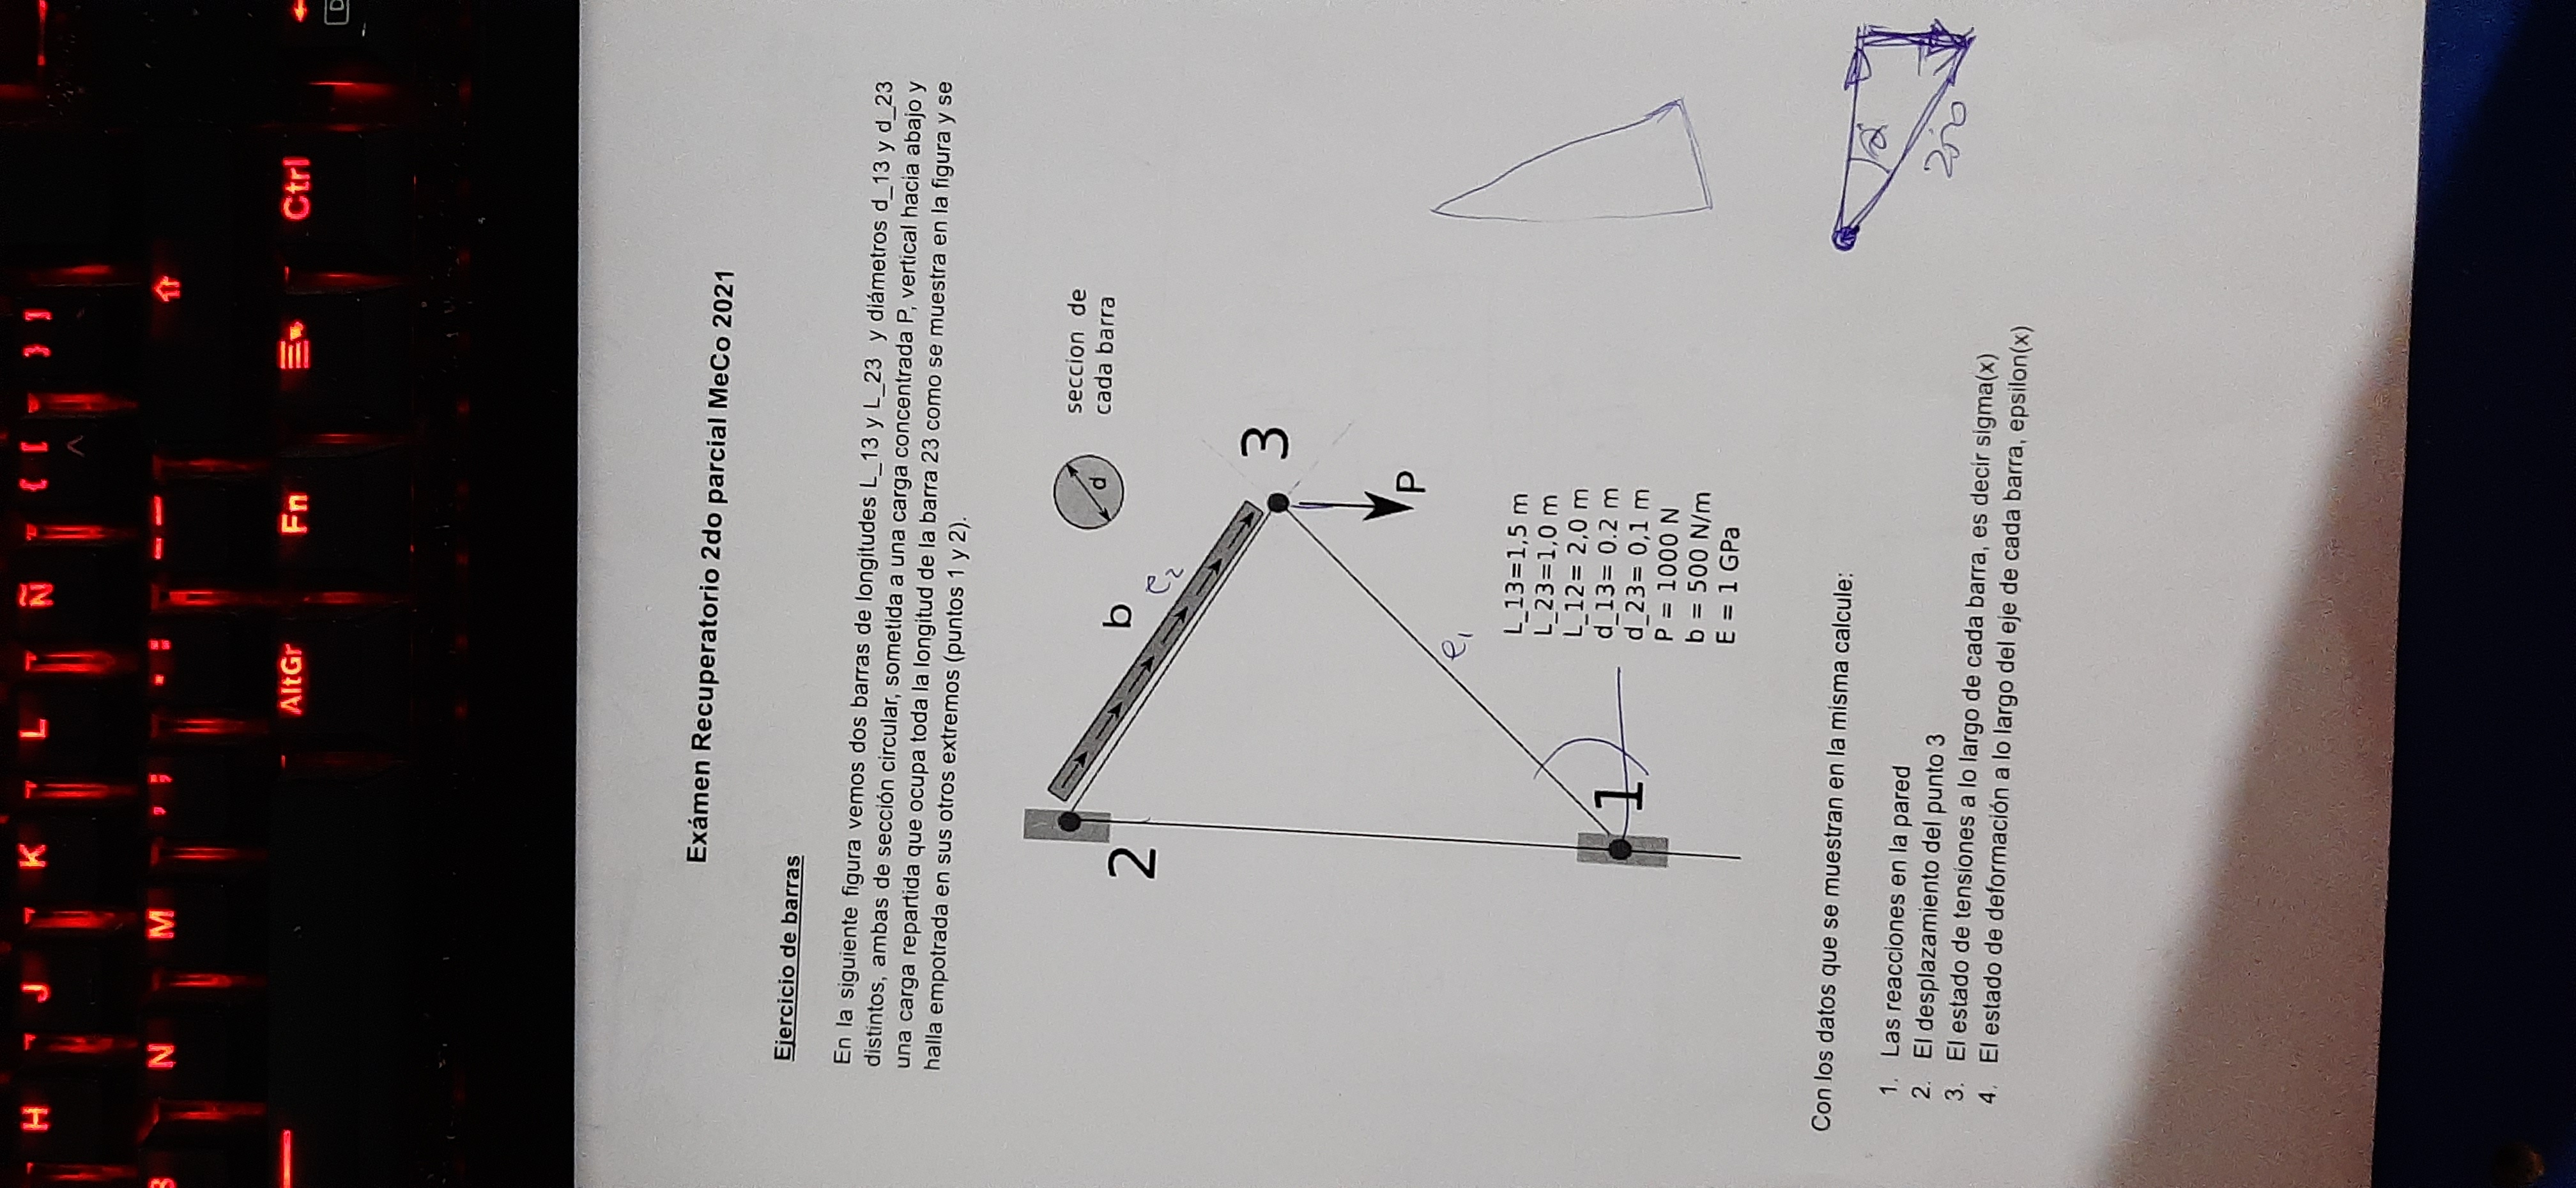 H J K L Ñ { [ } ]
^
N M , ; . : - _ ⇧
AltGr Fn Ctrl
Exámen Recuperatorio 2do parcial MeCo 2021
Ejercicio de barras
En la siguiente figura vemos dos barras de longitudes L_13 y L_23 y diámetros d_13 y d_23
distintos, ambas de sección circular, sometida a una carga concentrada P, vertical hacia abajo y
una carga repartida que ocupa toda la longitud de la barra 23 como se muestra en la figura y se
halla empotrada en sus otros extremos (puntos 1 y 2).
2
b
e2
d
seccion de
cada barra
3
P
e1
1
L_13=1,5 m
L_23=1,0 m
L_12= 2,0 m
d_13= 0.2 m
d_23= 0,1 m
P = 1000 N
b = 500 N/m
E = 1 GPa
Con los datos que se muestran en la misma calcule:
1. Las reacciones en la pared
2. El desplazamiento del punto 3
3. El estado de tensiones a lo largo de cada barra, es decir sigma(x)
4. El estado de deformación a lo largo del eje de cada barra, epsilon(x)